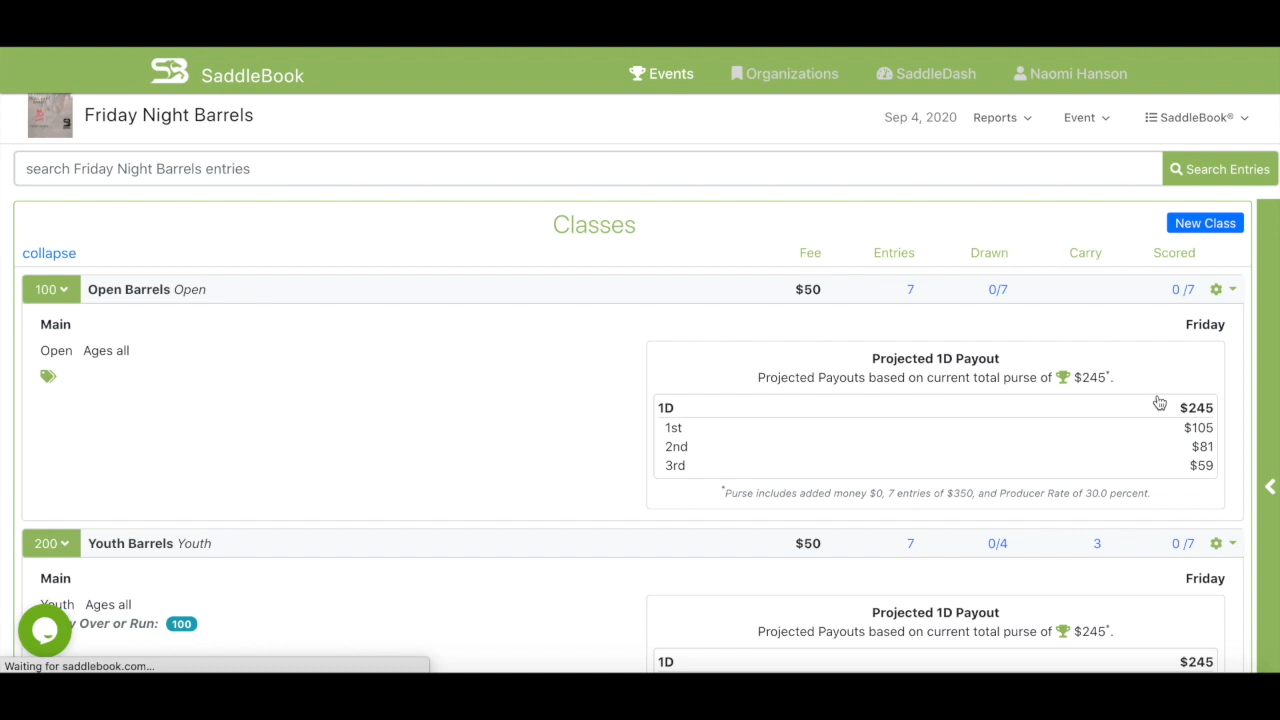 SaddleBook Events Organizations SaddleDash Naomi Hanson
Friday Night Barrels Sep 4, 2020 Reports Event SaddleBook®
search Friday Night Barrels entries Search Entries
Classes New Class
collapse Fee Entries Drawn Carry Scored
100 Open Barrels Open $50 7 0/7 0 /7
Main Friday
Open Ages all
Projected 1D Payout
Projected Payouts based on current total purse of $245*.
1D $245
1st $105
2nd $81
3rd $59
*Purse includes added money $0, 7 entries of $350, and Producer Rate of 30.0 percent.
200 Youth Barrels Youth $50 7 0/4 3 0 /7
Main Friday
Youth Ages all
Projected 1D Payout
Over or Run: 100
Projected Payouts based on current total purse of $245*.
1D $245
Waiting for saddlebook.com...